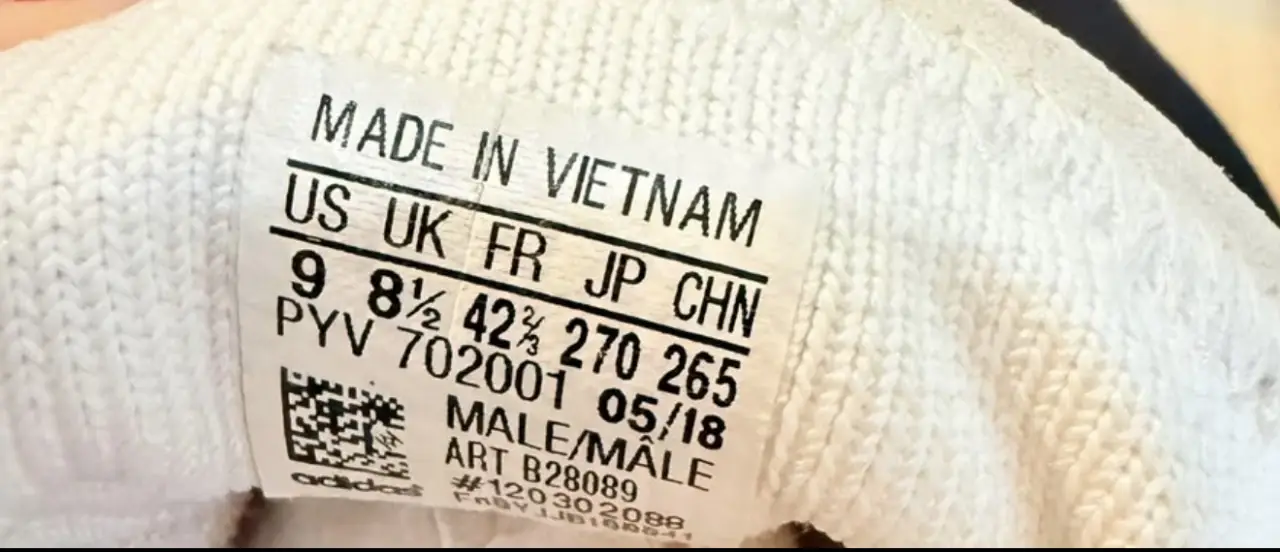 MADE IN VIETNAM
US UK FR JP CHN
9 8½ 42⅔ 270 265
PYV 702001 05/18
MALE/MÂLE
ART B28089
#120302088
adidas